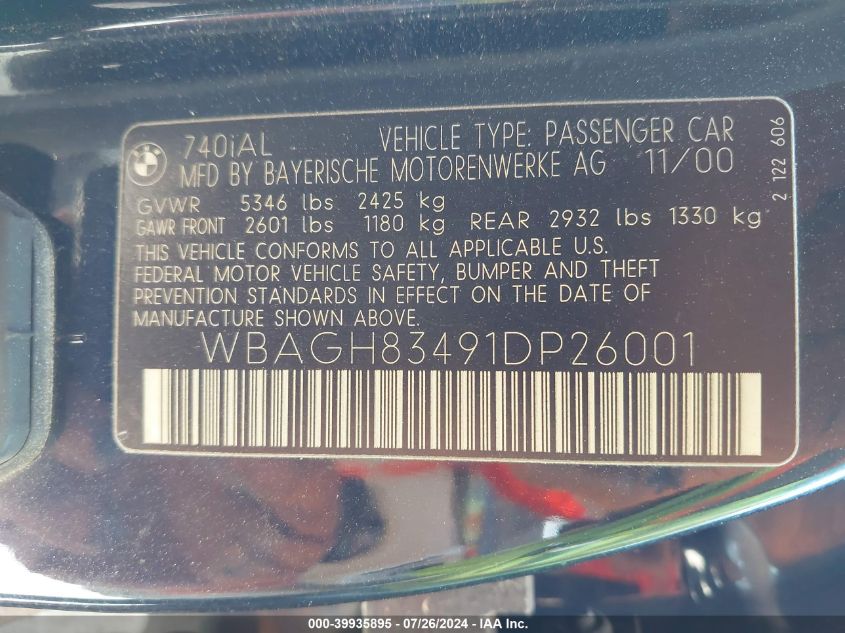 BMW
740iAL VEHICLE TYPE: PASSENGER CAR
MFD BY BAYERISCHE MOTORENWERKE AG 11/00
GVWR 5346 lbs 2425 kg
GAWR FRONT 2601 lbs 1180 kg REAR 2932 lbs 1330 kg
THIS VEHICLE CONFORMS TO ALL APPLICABLE U.S.
FEDERAL MOTOR VEHICLE SAFETY, BUMPER AND THEFT
PREVENTION STANDARDS IN EFFECT ON THE DATE OF
MANUFACTURE SHOWN ABOVE.
WBAGH83491DP26001
2 122 606
000-39935895 - 07/26/2024 - IAA Inc.